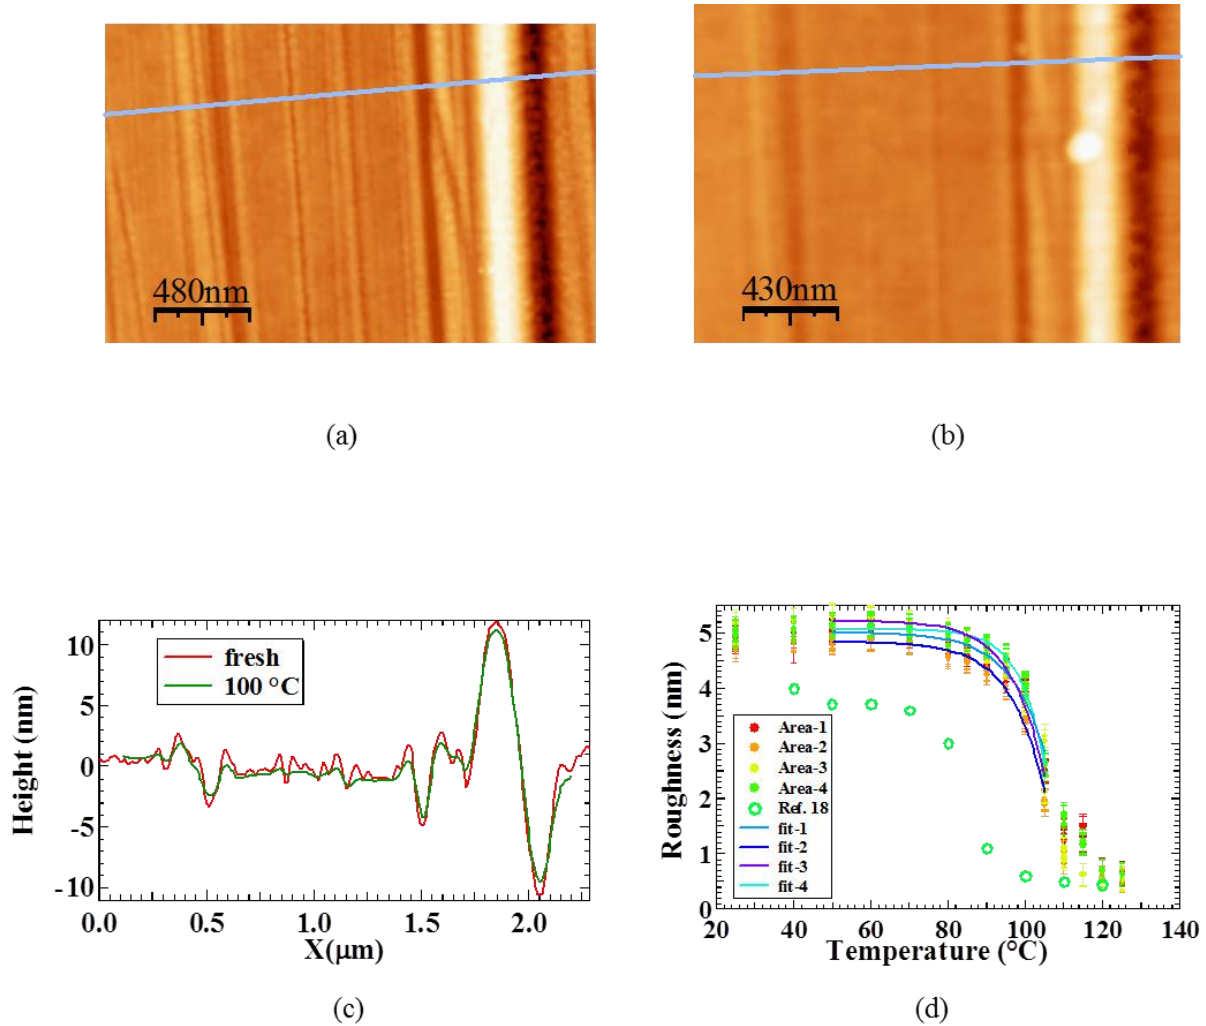 480nm
430nm
(a)
(b)
10
5
0
-5
-10
0.0 0.5 1.0 1.5 2.0
Height (nm)
X(μm)
fresh
100 °C
5
4
3
2
1
0
20 40 60 80 100 120 140
Roughness (nm)
Temperature (°C)
Area-1
Area-2
Area-3
Area-4
Ref. 18
fit-1
fit-2
fit-3
fit-4
(c)
(d)